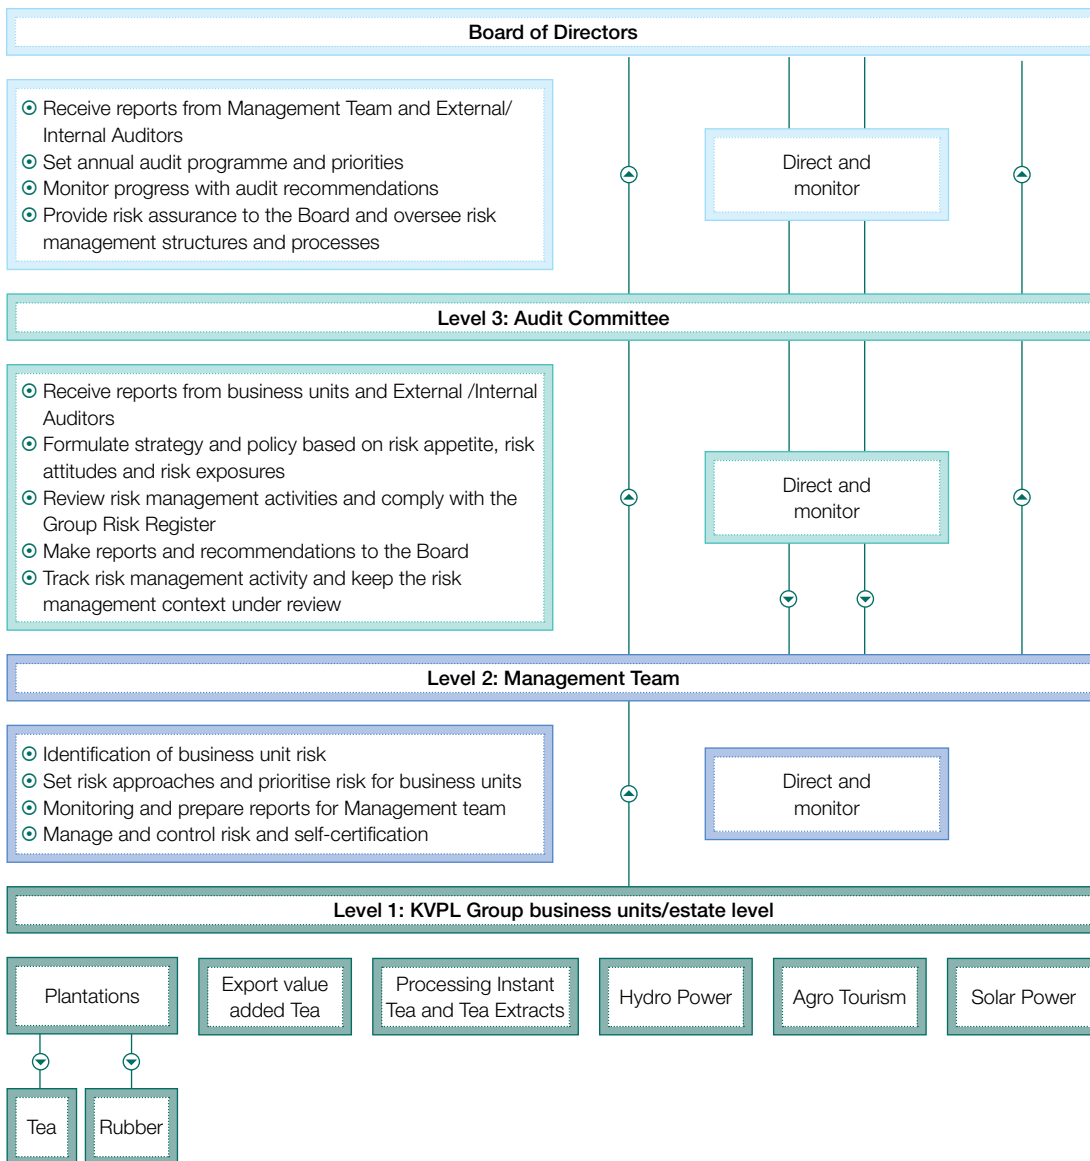 Board of Directors
Receive reports from Management Team and External/
Internal Auditors
Set annual audit programme and priorities
Monitor progress with audit recommendations
Provide risk assurance to the Board and oversee risk
management structures and processes
Direct and
monitor
Level 3: Audit Committee
Receive reports from business units and External /Internal
Auditors
Formulate strategy and policy based on risk appetite, risk
attitudes and risk exposures
Review risk management activities and comply with the
Group Risk Register
Make reports and recommendations to the Board
Track risk management activity and keep the risk
management context under review
Direct and
monitor
Level 2: Management Team
Identification of business unit risk
Set risk approaches and prioritise risk for business units
Monitoring and prepare reports for Management team
Manage and control risk and self-certification
Direct and
monitor
Level 1: KVPL Group business units/estate level
Plantations
Export value
added Tea
Processing Instant
Tea and Tea Extracts
Hydro Power
Agro Tourism
Solar Power
Tea
Rubber